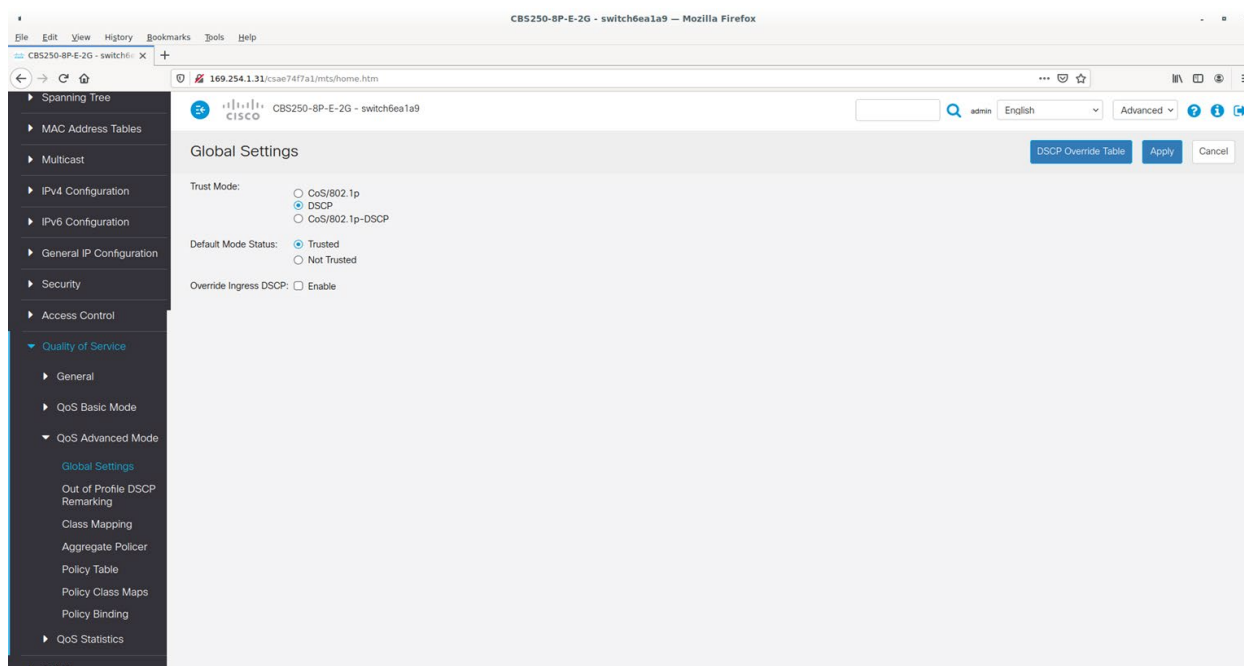 CBS250-8P-E-2G - switch6ea1a9 — Mozilla Firefox
File Edit View History Bookmarks Tools Help
CBS250-8P-E-2G - switch6
169.254.1.31/csae74f7a1/mts/home.htm
Spanning Tree
MAC Address Tables
Multicast
IPv4 Configuration
IPv6 Configuration
General IP Configuration
Security
Access Control
Quality of Service
General
QoS Basic Mode
QoS Advanced Mode
Global Settings
Out of Profile DSCP
Remarking
Class Mapping
Aggregate Policer
Policy Table
Policy Class Maps
Policy Binding
QoS Statistics
CISCO CBS250-8P-E-2G - switch6ea1a9
admin English Advanced
Global Settings
DSCP Override Table Apply Cancel
Trust Mode: CoS/802.1p
DSCP
CoS/802.1p-DSCP
Default Mode Status: Trusted
Not Trusted
Override Ingress DSCP: Enable